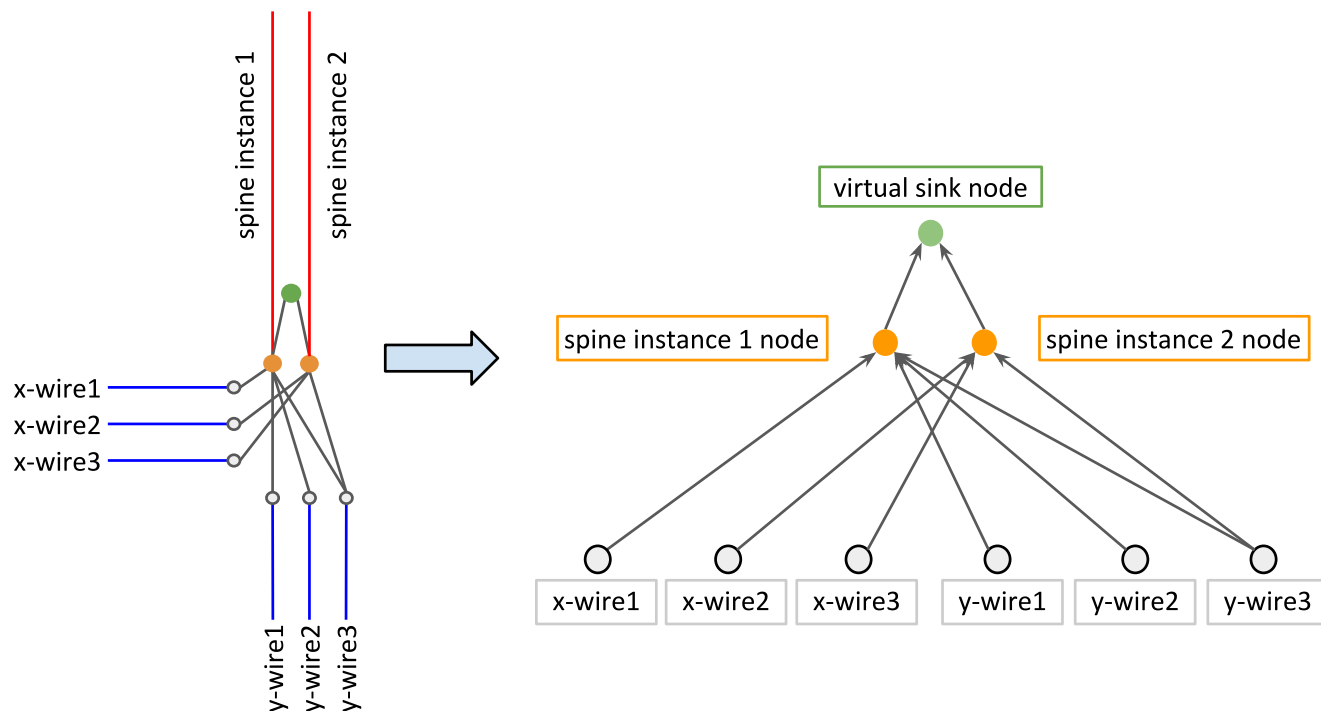 spine instance 1
spine instance 2
x-wire1
x-wire2
x-wire3
y-wire1
y-wire2
y-wire3
virtual sink node
spine instance 1 node
spine instance 2 node
x-wire1
x-wire2
x-wire3
y-wire1
y-wire2
y-wire3